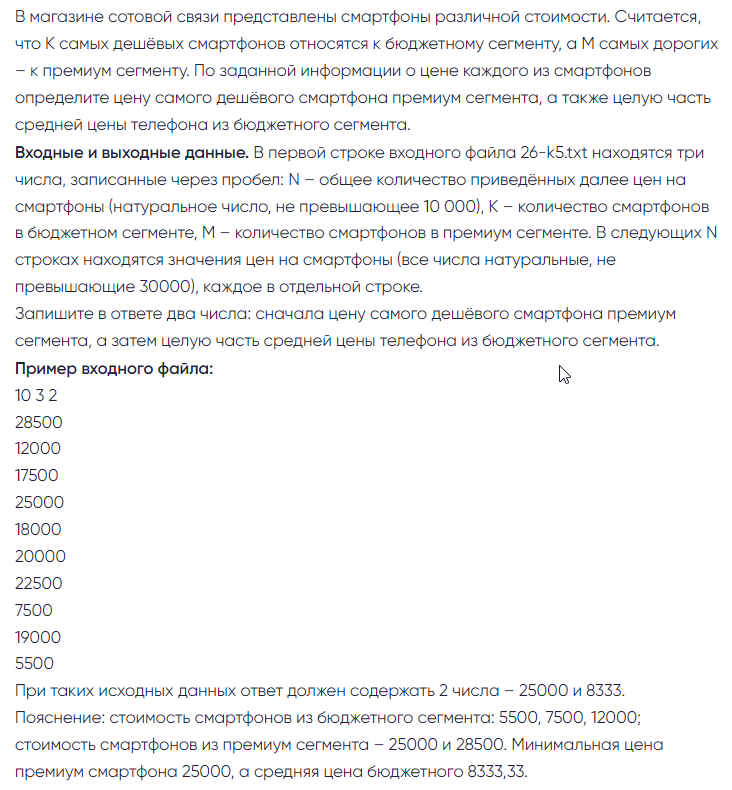 В магазине сотовой связи представлены смартфоны различной стоимости. Считается,
что K самых дешёвых смартфонов относятся к бюджетному сегменту, а M самых дорогих
– к премиум сегменту. По заданной информации о цене каждого из смартфонов
определите цену самого дешёвого смартфона премиум сегмента, а также целую часть
средней цены телефона из бюджетного сегмента.
Входные и выходные данные. В первой строке входного файла 26-k5.txt находятся три
числа, записанные через пробел: N – общее количество приведённых далее цен на
смартфоны (натуральное число, не превышающее 10 000), K – количество смартфонов
в бюджетном сегменте, M – количество смартфонов в премиум сегменте. В следующих N
строках находятся значения цен на смартфоны (все числа натуральные, не
превышающие 30000), каждое в отдельной строке.
Запишите в ответе два числа: сначала цену самого дешёвого смартфона премиум
сегмента, а затем целую часть средней цены телефона из бюджетного сегмента.
Пример входного файла:
10 3 2
28500
12000
17500
25000
18000
20000
22500
7500
19000
5500
При таких исходных данных ответ должен содержать 2 числа – 25000 и 8333.
Пояснение: стоимость смартфонов из бюджетного сегмента: 5500, 7500, 12000;
стоимость смартфонов из премиум сегмента – 25000 и 28500. Минимальная цена
премиум смартфона 25000, а средняя цена бюджетного 8333,33.